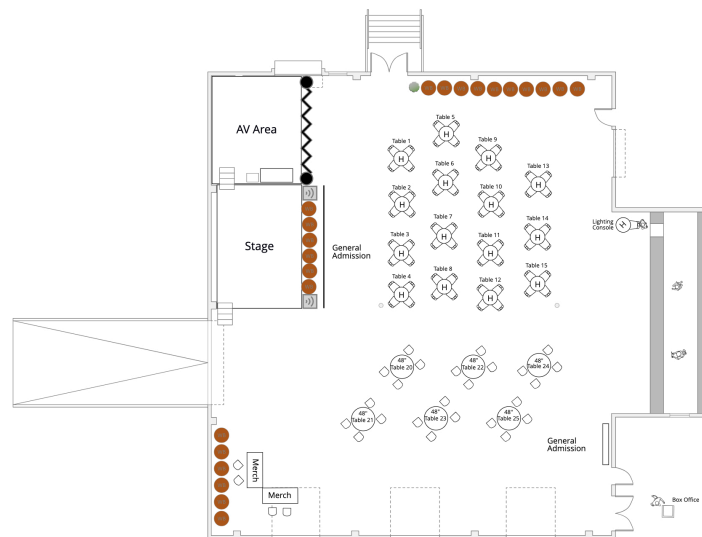 Table 5
Table 1
Table 9
AV Area
H
H
H
Table 6
Table 13
H
H
Table 2
Table 10
H
H
Table 7
Table 14
Lighting
Console
H
Table 3
H
H
Table 11
Stage
General
Admission
H
H
Table 8
Table 15
Table 4
Table 12
H
H
H
H
48"
Table 20
48"
Table 22
48"
Table 24
48"
Table 21
48"
Table 23
48"
Table 25
General
Admission
Merch
Merch
Box Office